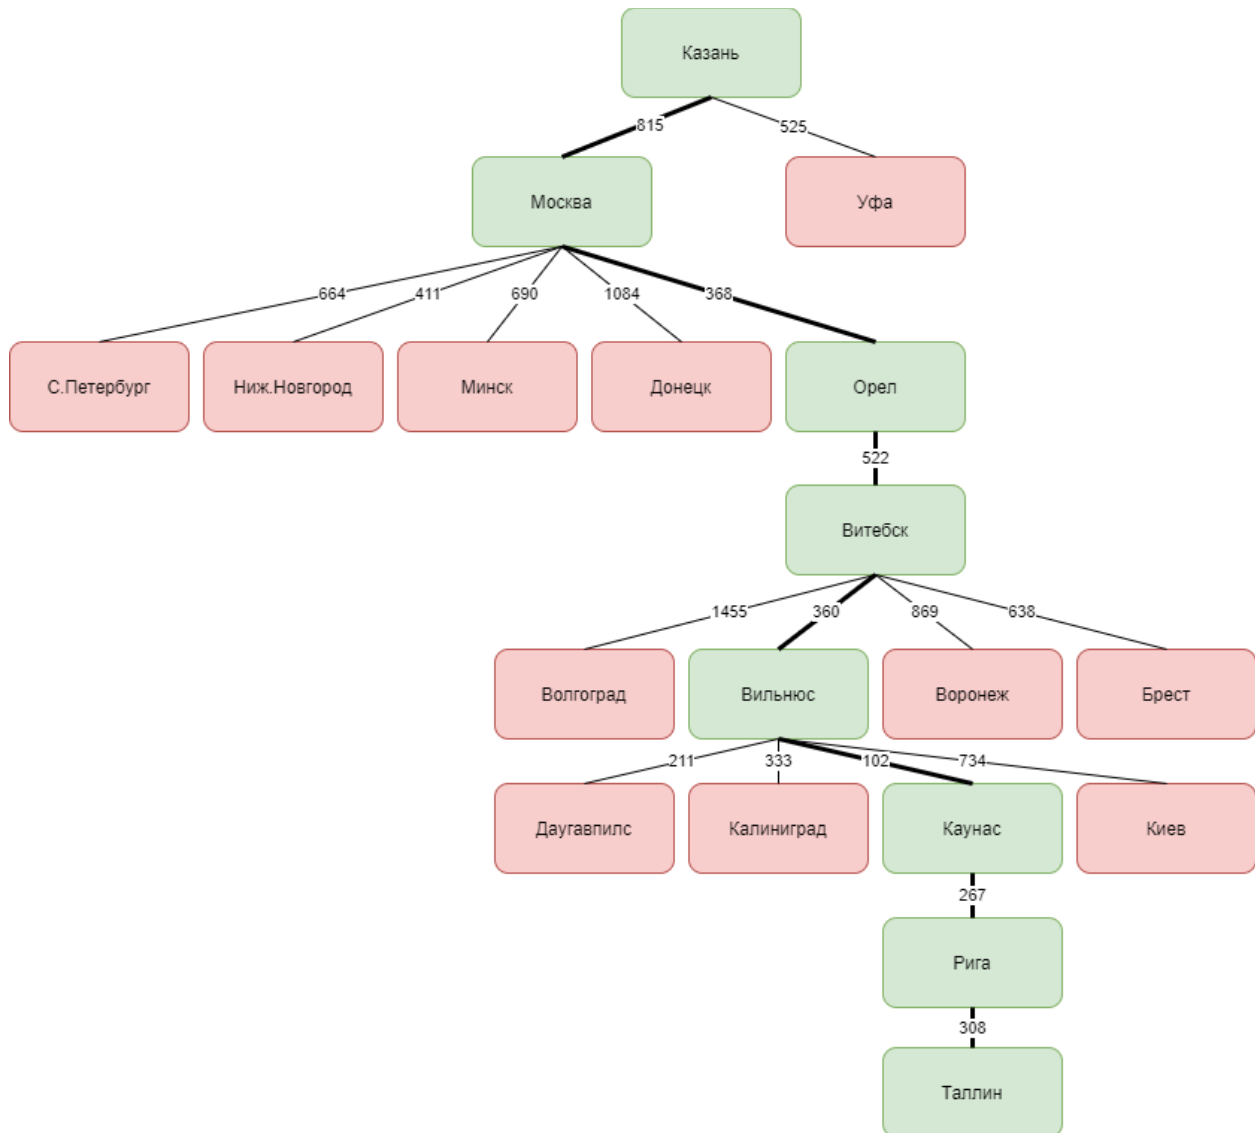 Казань
815
525
Москва
Уфа
664
411
690
1084
368
С.Петербург
Ниж.Новгород
Минск
Донецк
Орел
522
Витебск
1455
360
869
638
Волгоград
Вильнюс
Воронеж
Брест
211
333
102
734
Даугавпилс
Калиниград
Каунас
Киев
267
Рига
308
Таллин